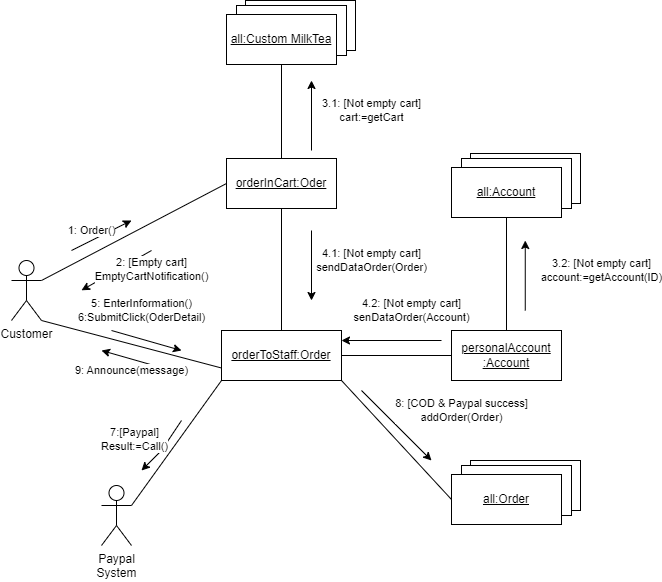 all:Custom MilkTea
3.1: [Not empty cart]
cart:=getCart
orderInCart:Oder
all:Account
1: Order()
2: [Empty cart]
EmptyCartNotification()
4.1: [Not empty cart]
sendDataOrder(Order)
3.2: [Not empty cart]
account:=getAccount(ID)
Customer
5: EnterInformation()
6:SubmitClick(OderDetail)
4.2: [Not empty cart]
senDataOrder(Account)
orderToStaff:Order
personalAccount
:Account
9: Announce(message)
8: [COD & Paypal success]
addOrder(Order)
7:[Paypal]
Result:=Call()
all:Order
Paypal
System